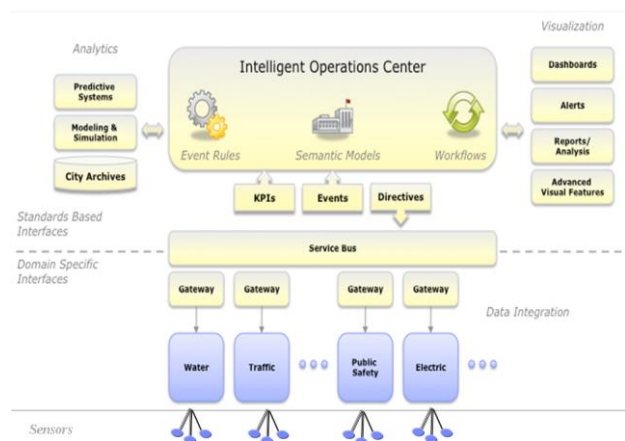 Visualization
Analytics
Intelligent Operations Center
Dashboards
Predictive
Systems
Alerts
Modeling &
Simulation
Event Rules
Semantic Models
Workflows
Reports/
Analysis
City Archives
Advanced
Visual Features
KPIs
Events
Directives
Standards Based
Interfaces
Service Bus
Domain Specific
Interfaces
Gateway
Gateway
Gateway
Gateway
Data Integration
Water
Traffic
Public
Safety
Electric
Sensors